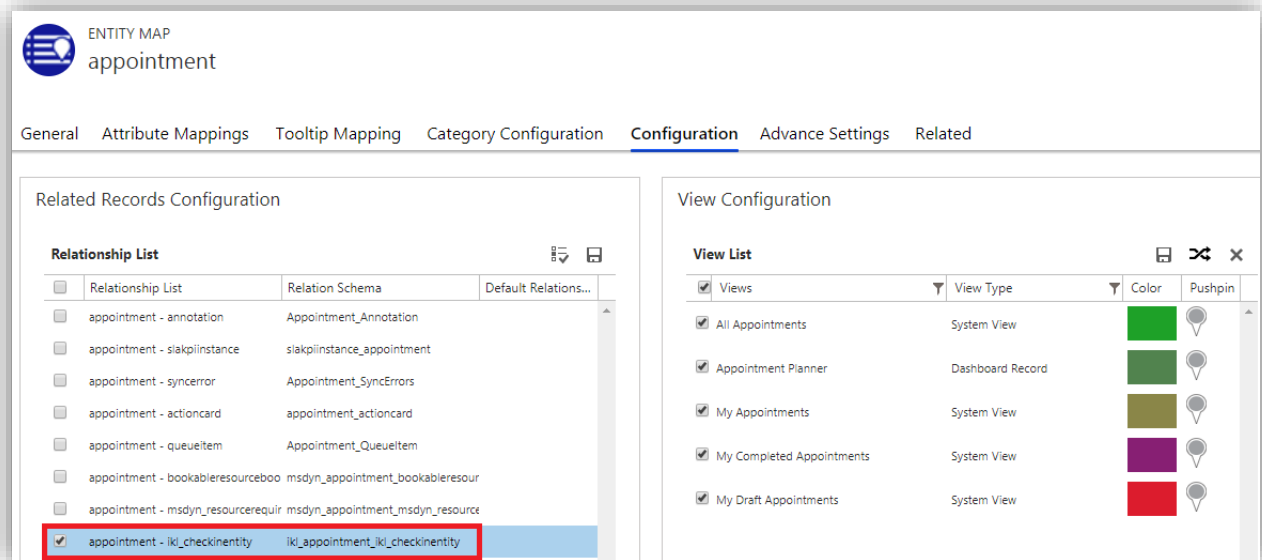 ENTITY MAP
appointment
General Attribute Mappings Tooltip Mapping Category Configuration Configuration Advance Settings Related
Related Records Configuration
Relationship List
Relationship List Relation Schema Default Relations...
appointment - annotation Appointment_Annotation
appointment - slakpiinstance slakpiinstance_appointment
appointment - syncerror Appointment_SyncErrors
appointment - actioncard appointment_actioncard
appointment - queueitem Appointment_QueueItem
appointment - bookableresourceboo msdyn_appointment_bookableresour
appointment - msdyn_resourcerequir msdyn_appointment_msdyn_resource
appointment - ikl_checkinentity ikl_appointment_ikl_checkinentity
View Configuration
View List
Views View Type Color Pushpin
All Appointments System View
Appointment Planner Dashboard Record
My Appointments System View
My Completed Appointments System View
My Draft Appointments System View